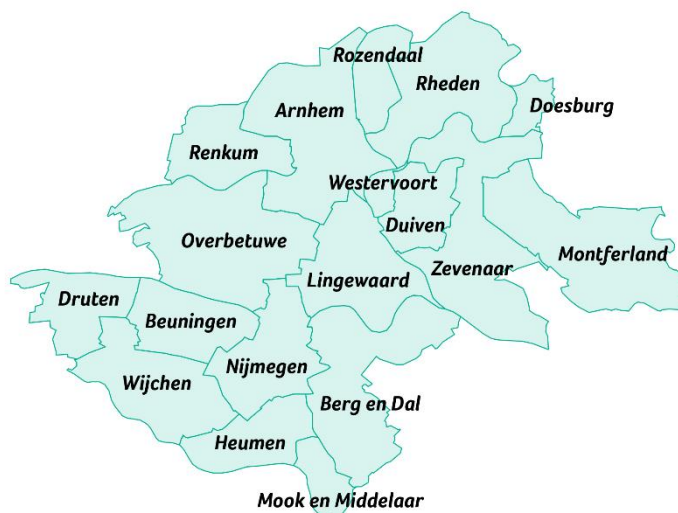 Rozendaal
Rheden
Doesburg
Arnhem
Renkum
Westervoort
Duiven
Overbetuwe
Montferland
Zevenaar
Lingewaard
Druten
Beuningen
Nijmegen
Wijchen
Berg en Dal
Heumen
Mook en Middelaar